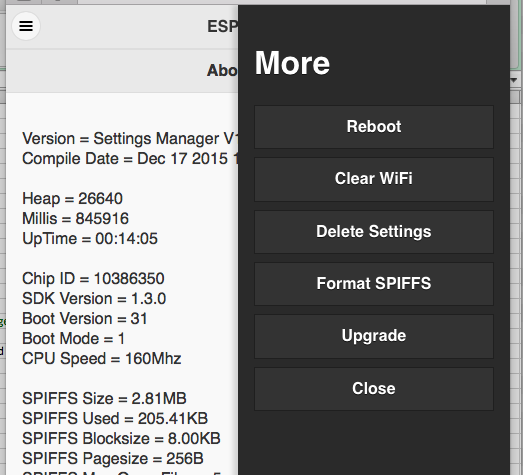 ESP
Abo
More
Reboot
Clear WiFi
Delete Settings
Format SPIFFS
Upgrade
Close
Version = Settings Manager V1
Compile Date = Dec 17 2015 1
Heap = 26640
Millis = 845916
UpTime = 00:14:05
Chip ID = 10386350
SDK Version = 1.3.0
Boot Version = 31
Boot Mode = 1
CPU Speed = 160Mhz
SPIFFS Size = 2.81MB
SPIFFS Used = 205.41KB
SPIFFS Blocksize = 8.00KB
SPIFFS Pagesize = 256B